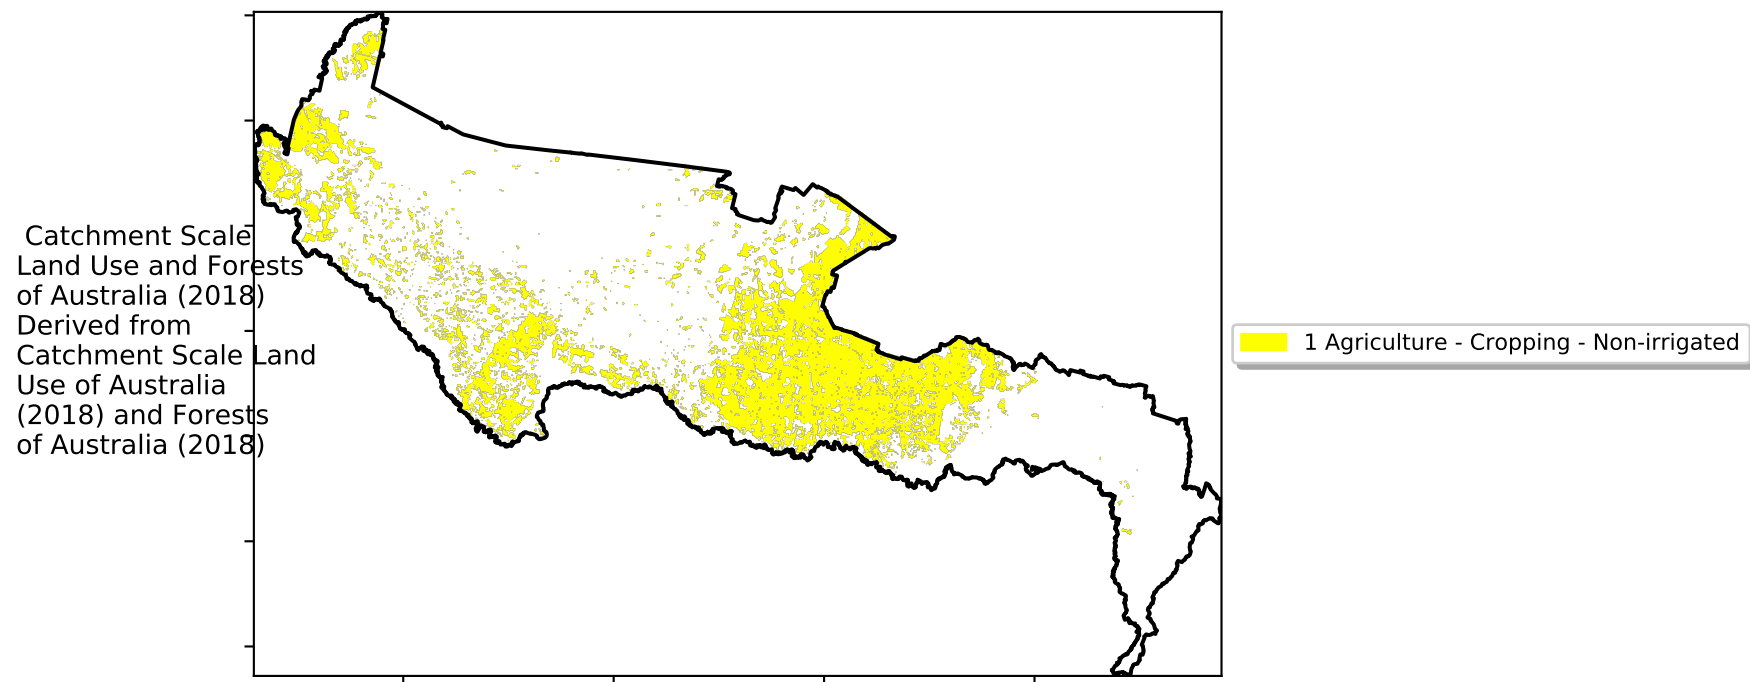 Catchment Scale
Land Use and Forests
of Australia (2018)
Derived from
Catchment Scale Land
Use of Australia
(2018) and Forests
of Australia (2018)
1 Agriculture - Cropping - Non-irrigated